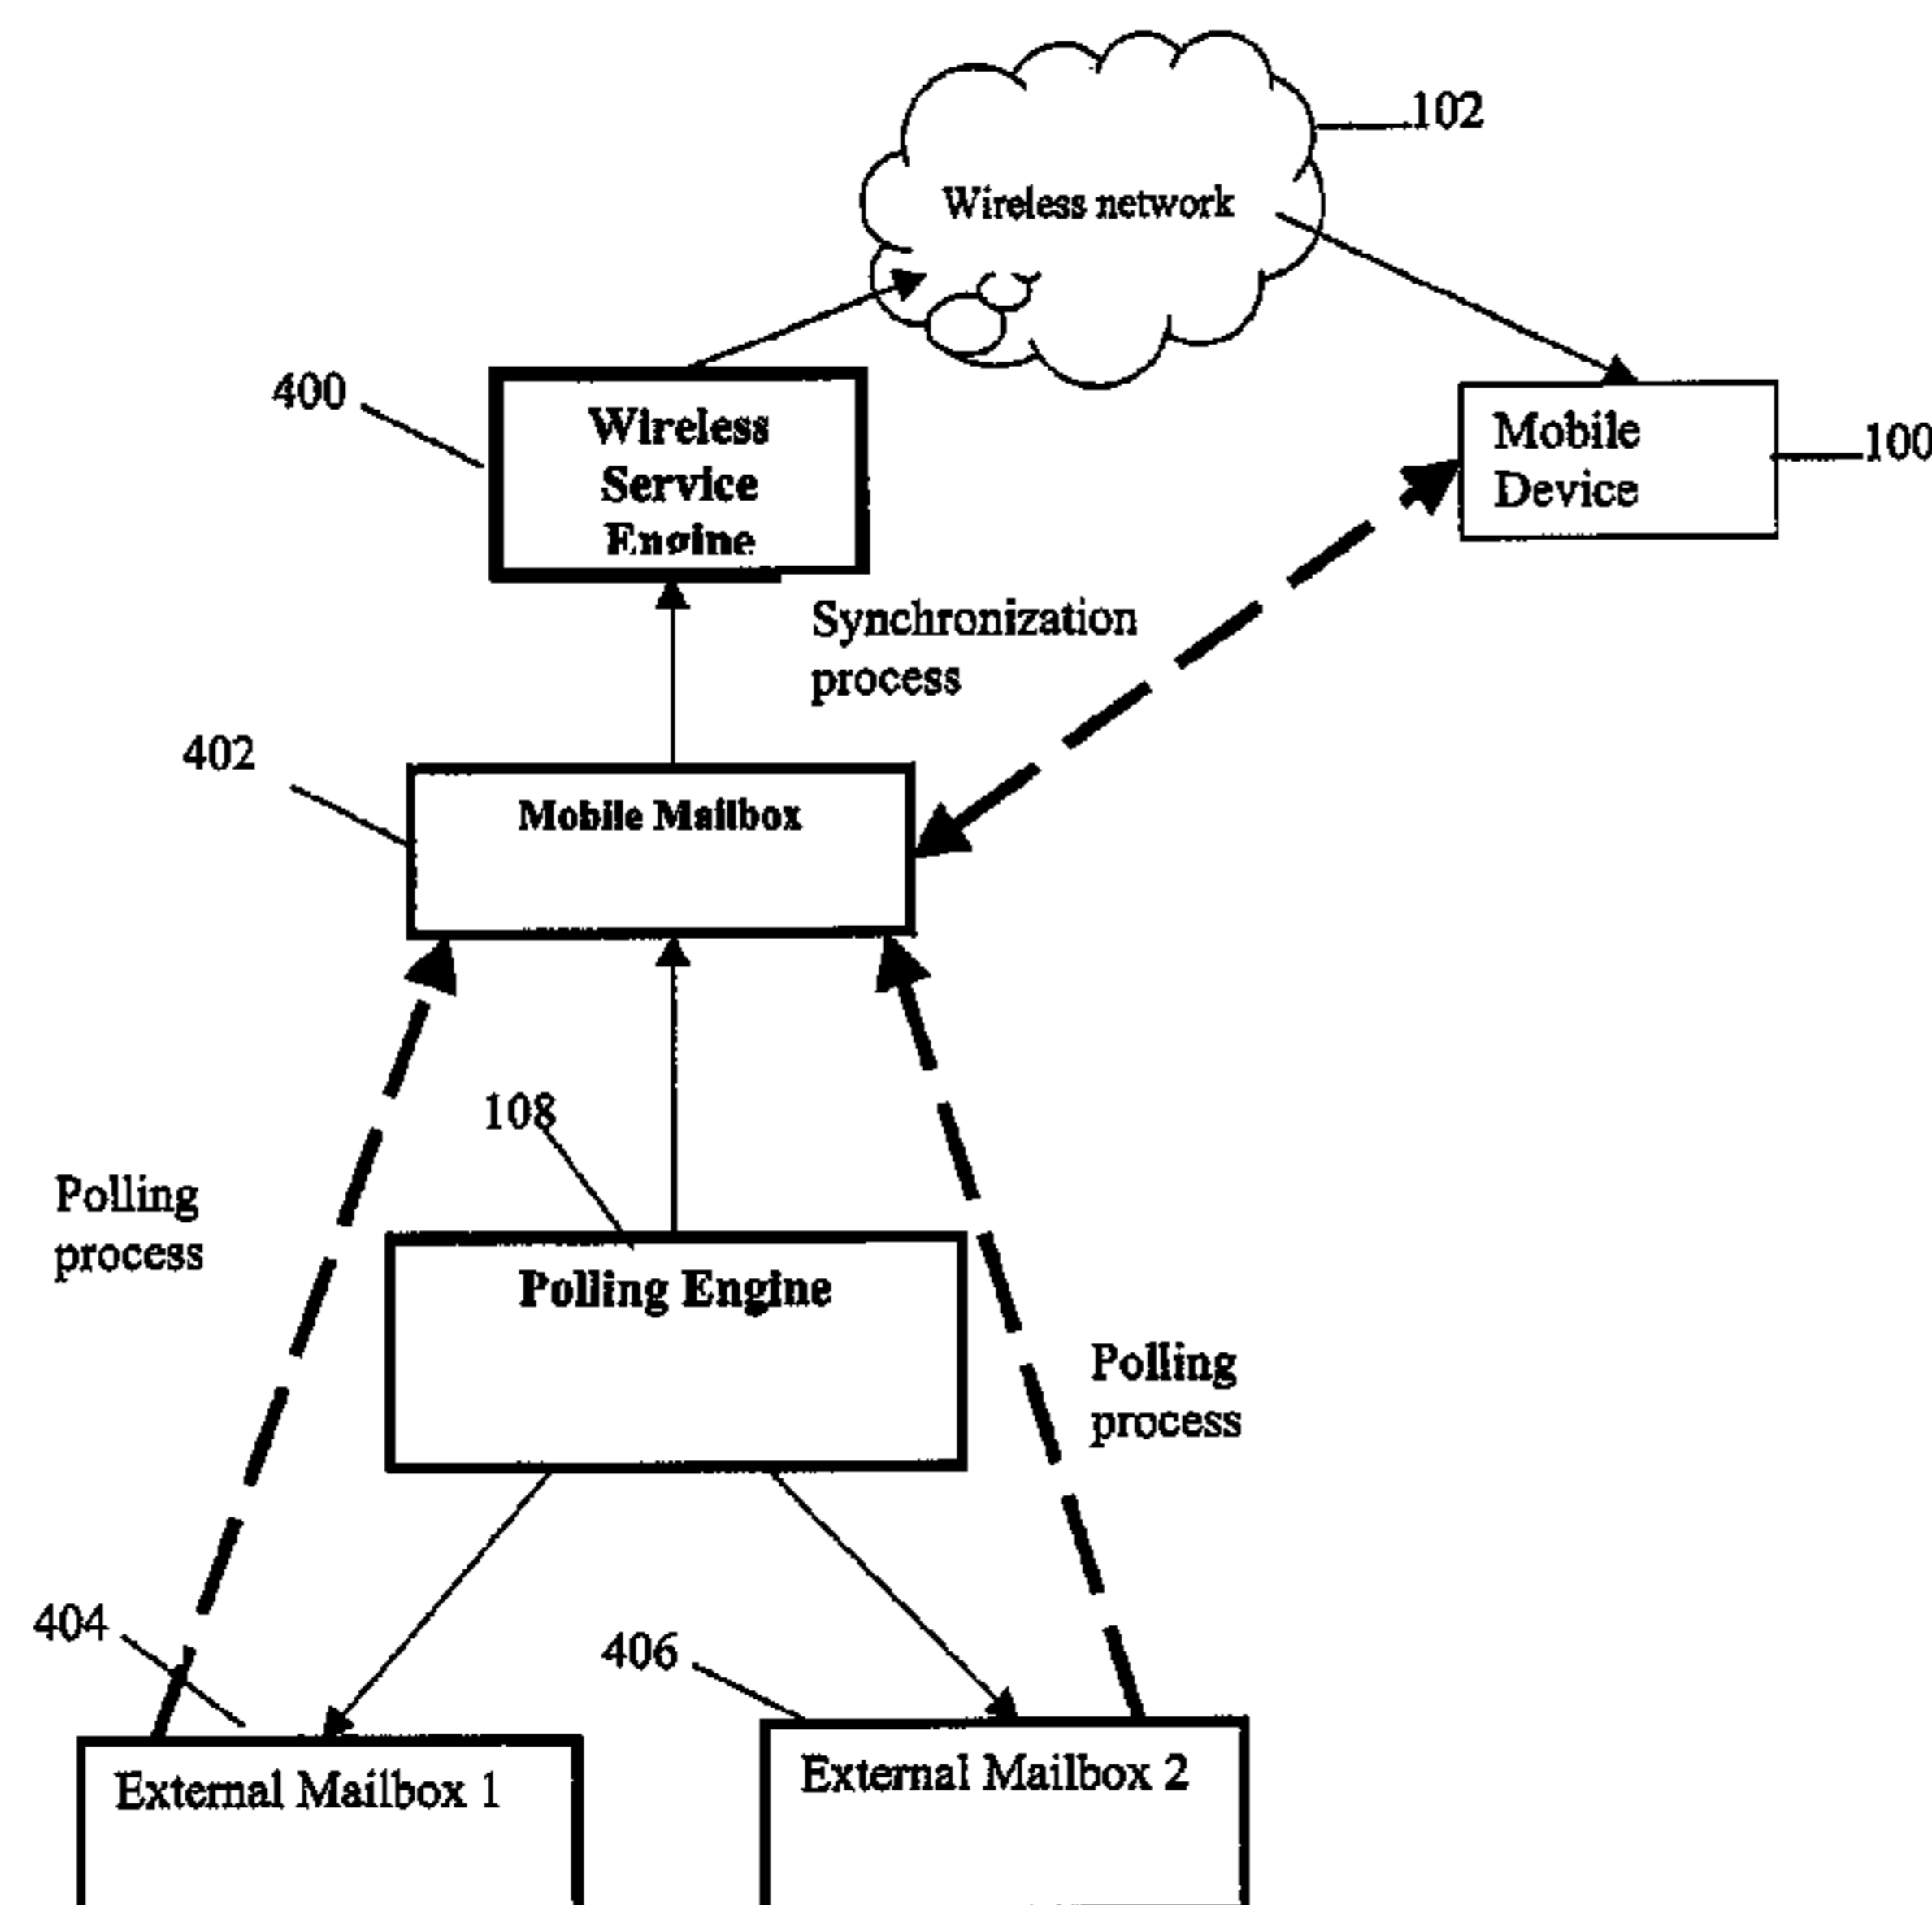 102
Wireless network
400
Wireless
Service
Engine
Mobile
Device
100
Synchronization
process
402
Mobile Mailbox
108
Polling
process
Polling Engine
Polling
process
404
406
External Mailbox 1
External Mailbox 2